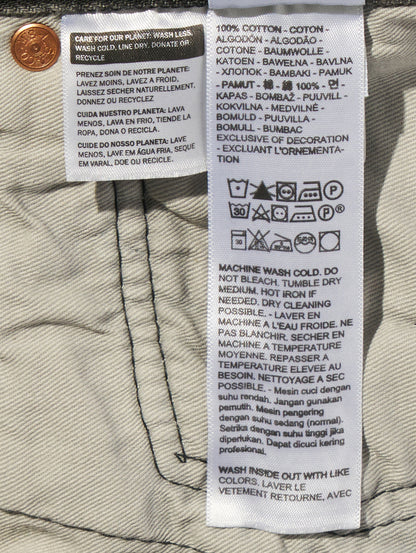 CARE FOR OUR PLANET: WASH LESS,
WASH COLD, LINE DRY, DONATE OR
RECYCLE
PRENEZ SOIN DE NOTRE PLANETE:
LAVEZ MOINS, LAVEZ A FROID,
LAISSEZ SECHER NATURELLEMENT,
DONNEZ OU RECYCLEZ
CUIDA NUESTRO PLANETA: LAVA
MENOS, LAVA EN FRIO, TIENDE LA
ROPA, DONA O RECICLA.
CUIDE DO NOSSO PLANETA: LAVE
MENOS, LAVE EM ÁGUA FRIA, SEQUE
EM VARAL, DOE OU RECICLE.
100% COTTON - COTON -
ALGODÓN - ALGODÃO -
COTONE - BAUMWOLLE -
KATOEN - BAWEŁNA - BAVLNA
- ХЛОПОК - BAMBAKI - PAMUK
- PAMUT - 棉 - 綿 100% - 면 -
KAPAS - BOMBAŽ - PUUVILL -
KOKVILNA - MEDVILNĖ -
BOMULD - PUUVILLA -
BOMULL - BUMBAC
EXCLUSIVE OF DECORATION
- EXCLUANT L'ORNEMENTA-
TION
P
30 P
30
MACHINE WASH COLD. DO
NOT BLEACH. TUMBLE DRY
MEDIUM. HOT IRON IF
NEEDED. DRY CLEANING
POSSIBLE. - LAVER EN
MACHINE A L'EAU FROIDE. NE
PAS BLANCHIR. SECHER EN
MACHINE A TEMPERATURE
MOYENNE. REPASSER A
TEMPERATURE ELEVEE AU
BESOIN. NETTOYAGE A SEC
POSSIBLE. - Mesin cuci dengan
suhu rendah. Jangan gunakan
pemutih. Mesin pengering
dengan suhu sedang (normal).
Setrika dengan suhu tinggi jika
diperlukan. Dapat dicuci kering
profesional.
WASH INSIDE OUT WITH LIKE
COLORS. LAVER LE
VETEMENT RETOURNE, AVEC